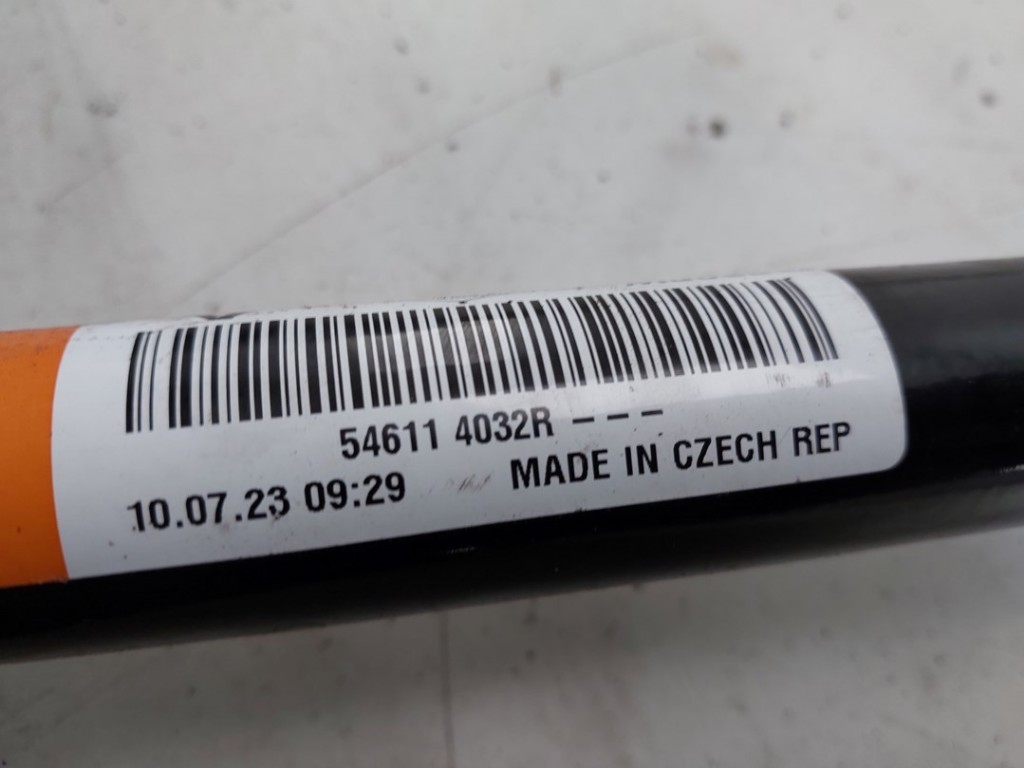 54611 4032R – – –
10.07.23 09:29 MADE IN CZECH REP